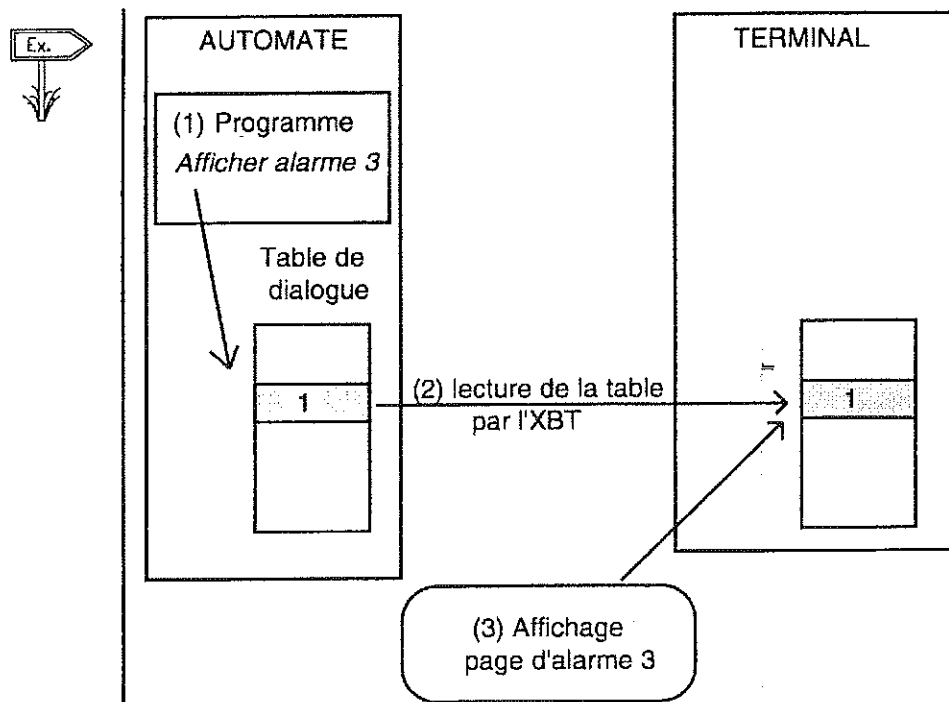 Ex.
AUTOMATE
TERMINAL
(1) Programme
Afficher alarme 3
Table de
dialogue
1
(2) lecture de la table
par l'XBT
1
(3) Affichage
page d'alarme 3